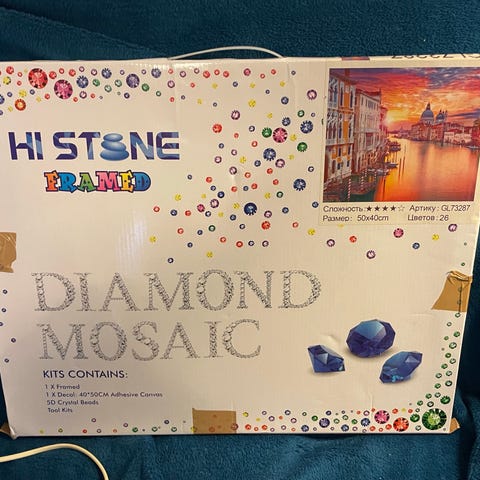 HI STONE
FRAMED
Сложность: ★★★★☆ Артикул: GL73287
Размер: 50x40cm Цветов: 26
DIAMOND
MOSAIC
KITS CONTAINS:
1 X Framed
1 X Decal: 40*50CM Adhesive Canvas
5D Crystal Beads
Tool Kits